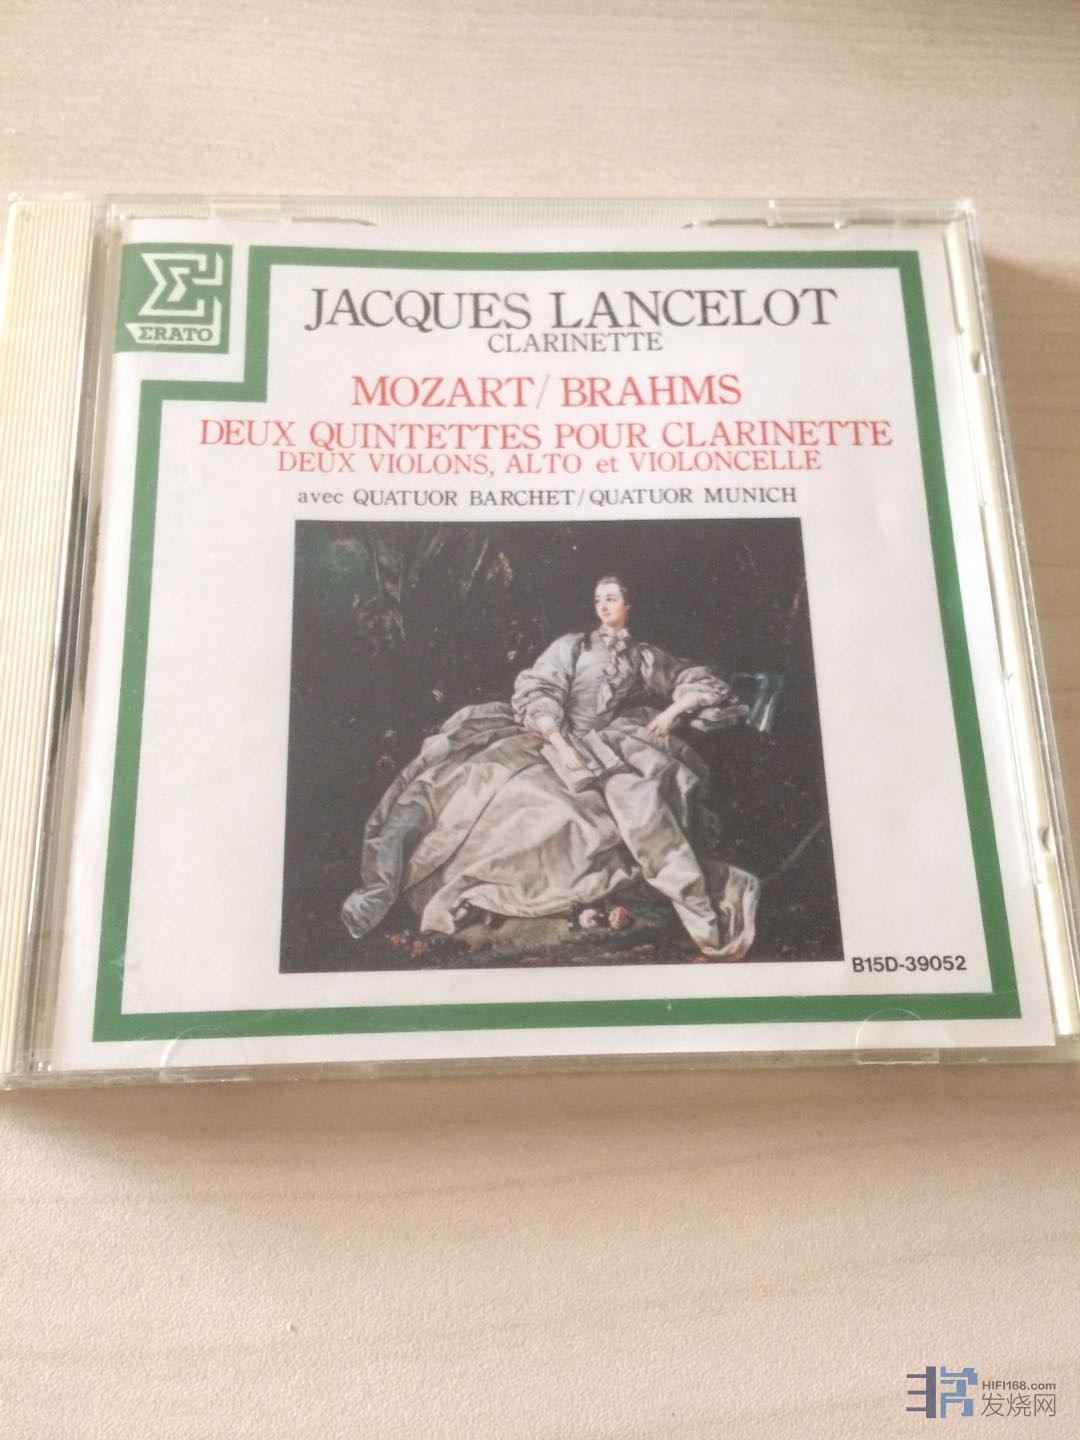 ERATO
JACQUES LANCELOT
CLARINETTE
MOZART/BRAHMS
DEUX QUINTETTES POUR CLARINETTE
DEUX VIOLONS, ALTO et VIOLONCELLE
avec QUATUOR BARCHET/QUATUOR MUNICH
B15D-39052
HIFI168.com
发烧网